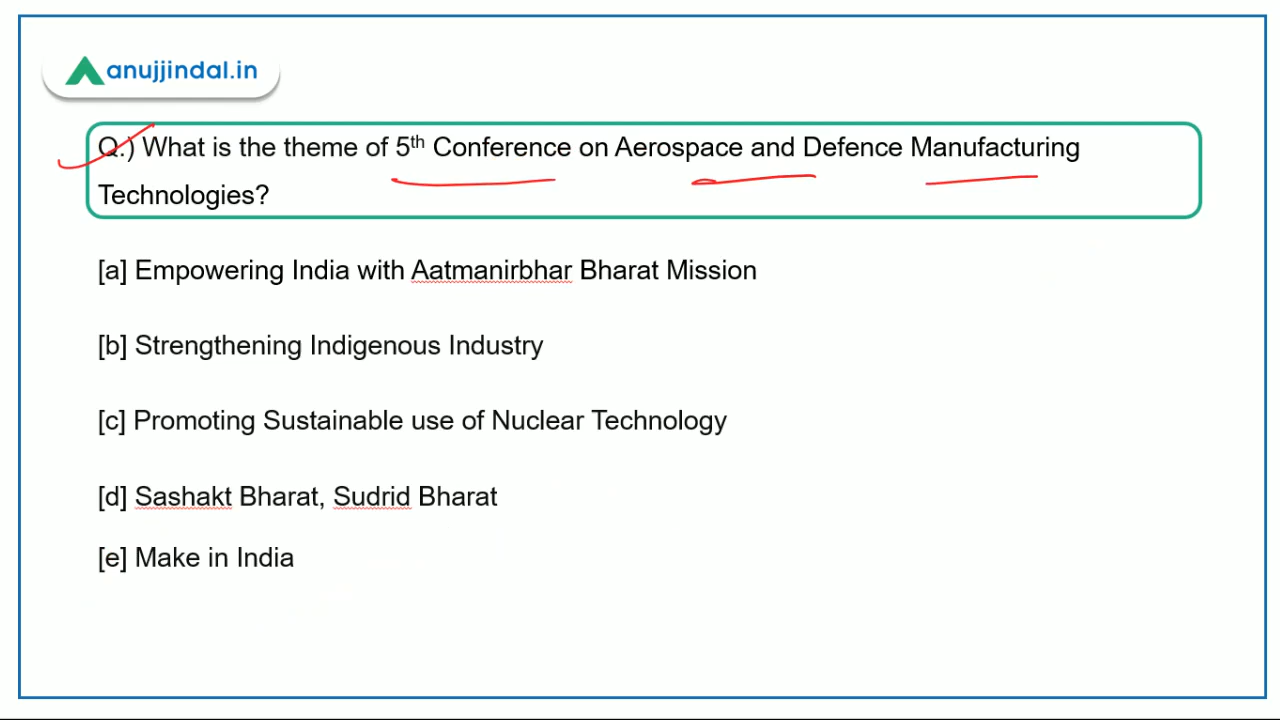 anujjindal.in
Q.) What is the theme of 5th Conference on Aerospace and Defence Manufacturing
Technologies?
[a] Empowering India with Aatmanirbhar Bharat Mission
[b] Strengthening Indigenous Industry
[c] Promoting Sustainable use of Nuclear Technology
[d] Sashakt Bharat, Sudrid Bharat
[e] Make in India